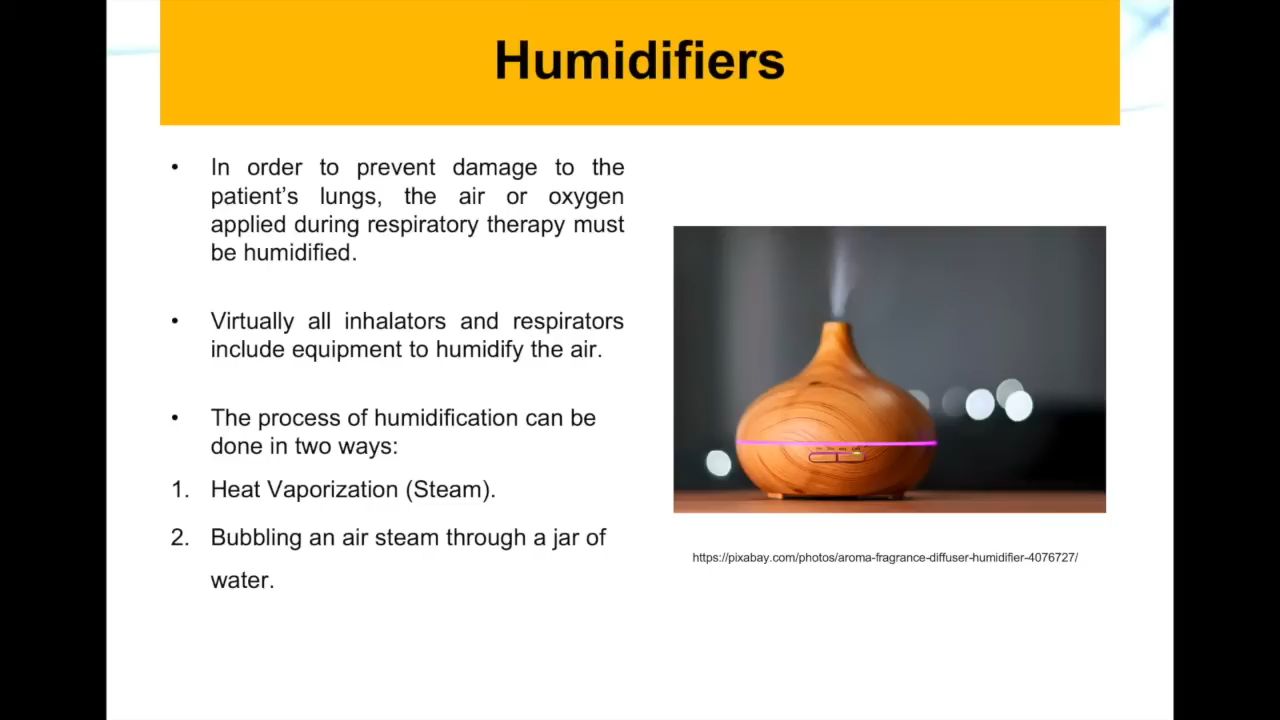 Humidifiers
• In order to prevent damage to the
patient’s lungs, the air or oxygen
applied during respiratory therapy must
be humidified.
• Virtually all inhalators and respirators
include equipment to humidify the air.
• The process of humidification can be
done in two ways:
1. Heat Vaporization (Steam).
2. Bubbling an air steam through a jar of
water.
https://pixabay.com/photos/aroma-fragrance-diffuser-humidifier-4076727/